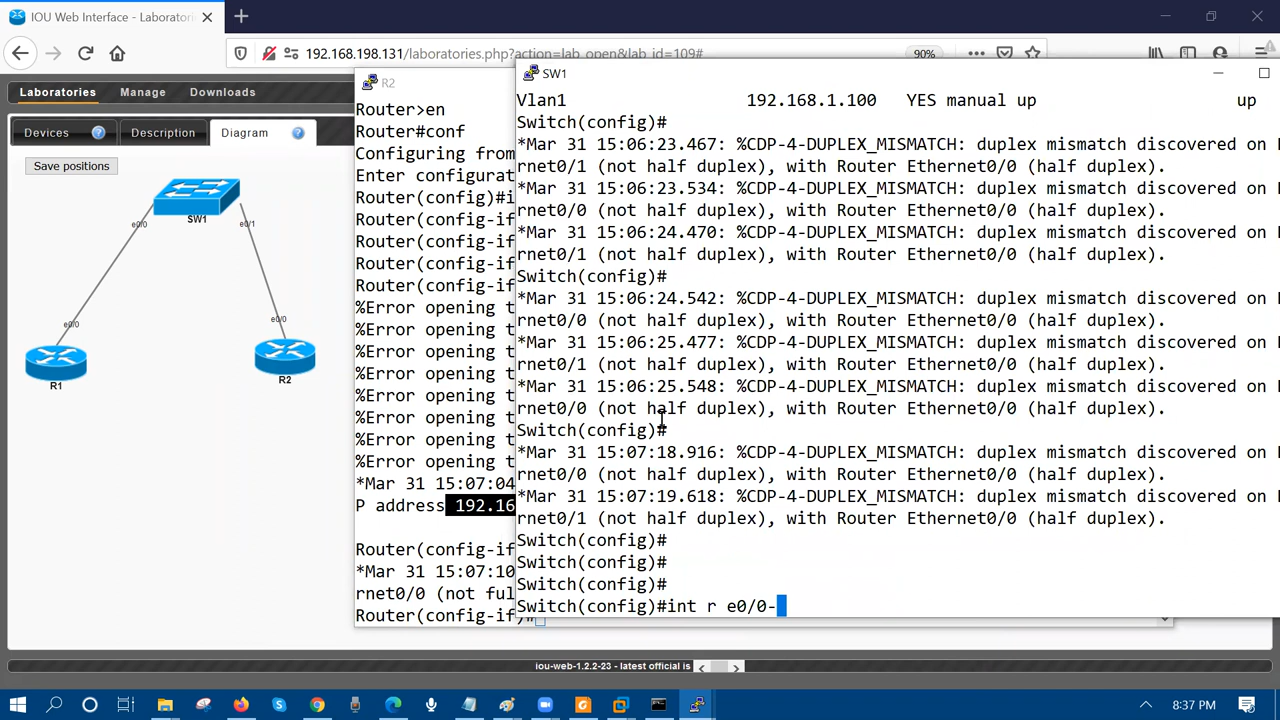 IOU Web Interface - Laboratori
192.168.198.131/laboratories.php?action=lab_open&lab_id=109#
90%
Laboratories
Manage
Downloads
Devices
Description
Diagram
Save positions
SW1
e0/0
e0/1
e0/0
e0/0
R1
R2
R2
Router>en
Router#conf
Configuring from
Enter configurat
Router(config)#i
Router(config-if
Router(config-if
Router(config-if
Router(config-if
%Error opening t
%Error opening t
%Error opening t
%Error opening t
%Error opening t
%Error opening t
%Error opening t
%Error opening t
*Mar 31 15:07:04
P address 192.16
Router(config-if
*Mar 31 15:07:10
rnet0/0 (not ful
Router(config-if)#
SW1
Vlan1 192.168.1.100 YES manual up up
Switch(config)#
*Mar 31 15:06:23.467: %CDP-4-DUPLEX_MISMATCH: duplex mismatch discovered on
rnet0/1 (not half duplex), with Router Ethernet0/0 (half duplex).
*Mar 31 15:06:23.534: %CDP-4-DUPLEX_MISMATCH: duplex mismatch discovered on
rnet0/0 (not half duplex), with Router Ethernet0/0 (half duplex).
*Mar 31 15:06:24.470: %CDP-4-DUPLEX_MISMATCH: duplex mismatch discovered on
rnet0/1 (not half duplex), with Router Ethernet0/0 (half duplex).
Switch(config)#
*Mar 31 15:06:24.542: %CDP-4-DUPLEX_MISMATCH: duplex mismatch discovered on
rnet0/0 (not half duplex), with Router Ethernet0/0 (half duplex).
*Mar 31 15:06:25.477: %CDP-4-DUPLEX_MISMATCH: duplex mismatch discovered on
rnet0/1 (not half duplex), with Router Ethernet0/0 (half duplex).
*Mar 31 15:06:25.548: %CDP-4-DUPLEX_MISMATCH: duplex mismatch discovered on
rnet0/0 (not half duplex), with Router Ethernet0/0 (half duplex).
Switch(config)#
*Mar 31 15:07:18.916: %CDP-4-DUPLEX_MISMATCH: duplex mismatch discovered on
rnet0/0 (not half duplex), with Router Ethernet0/0 (half duplex).
*Mar 31 15:07:19.618: %CDP-4-DUPLEX_MISMATCH: duplex mismatch discovered on
rnet0/1 (not half duplex), with Router Ethernet0/0 (half duplex).
Switch(config)#
Switch(config)#
Switch(config)#
Switch(config)#int r e0/0-
iou-web-1.2.2-23 - latest official is
8:37 PM